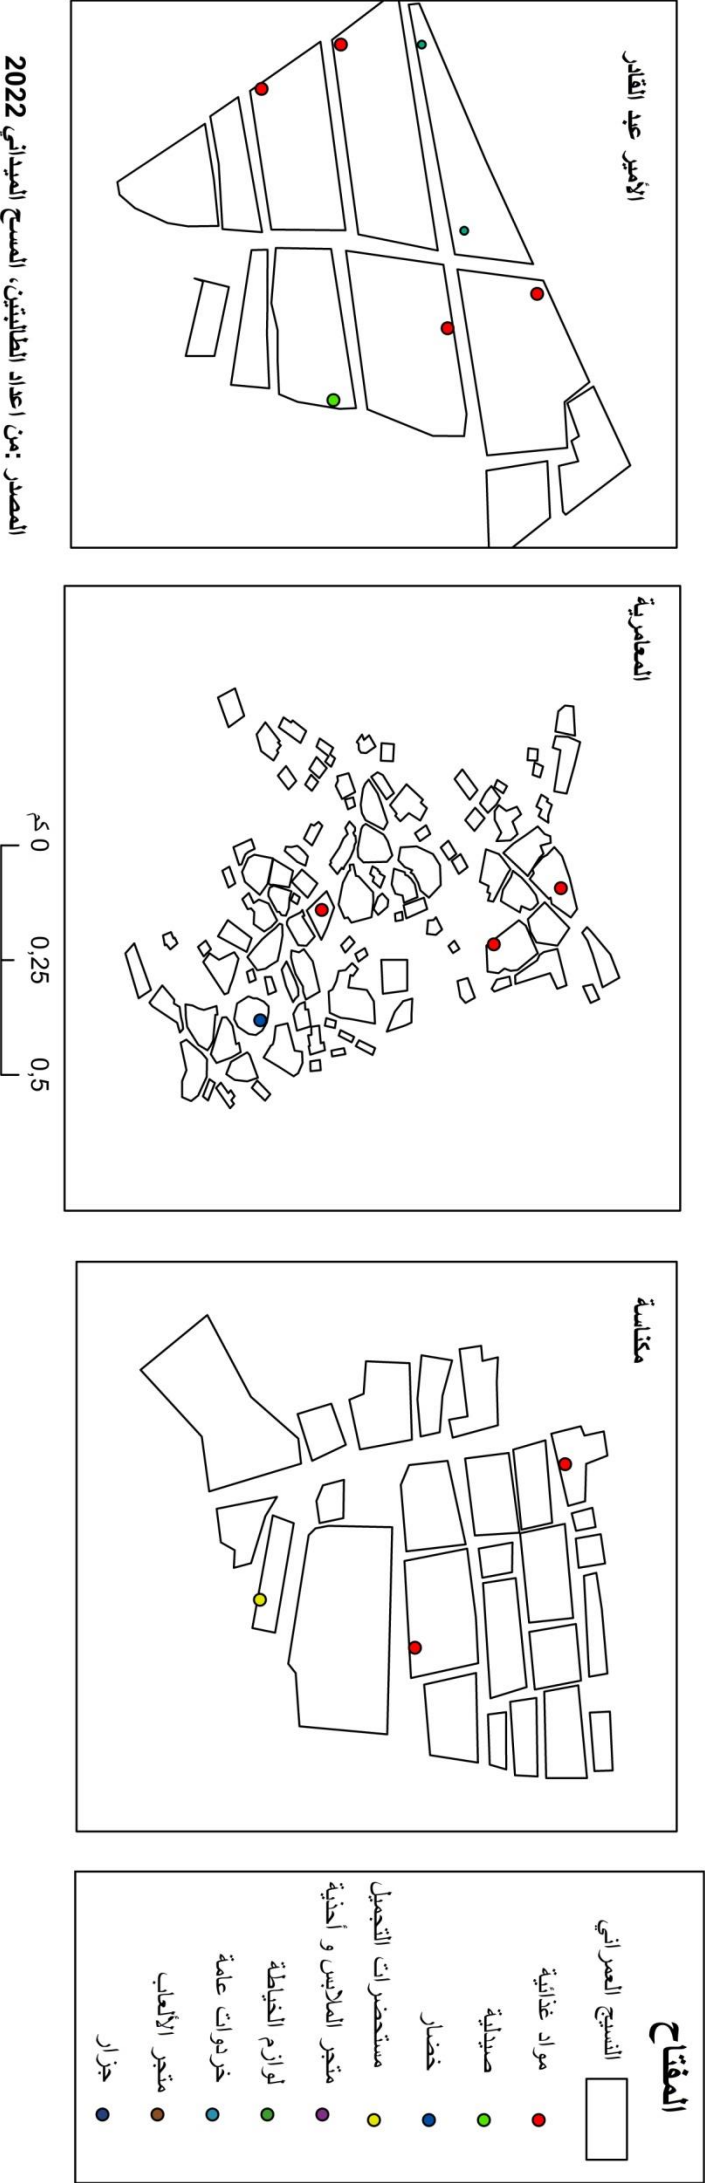 الأمير عبد القادر
المعامرية
مكناسة
المفتاح
النسيج العمراني
مواد غذائية
صيدلية
خضار
مستحضرات التجميل
متجر الملابس و أحذية
لوازم الخياطة
خردوات عامة
متجر الألعاب
جزار
0 0,25 0,5
كم
المصدر :من اعداد الطالبتين، المسح الميداني 2022